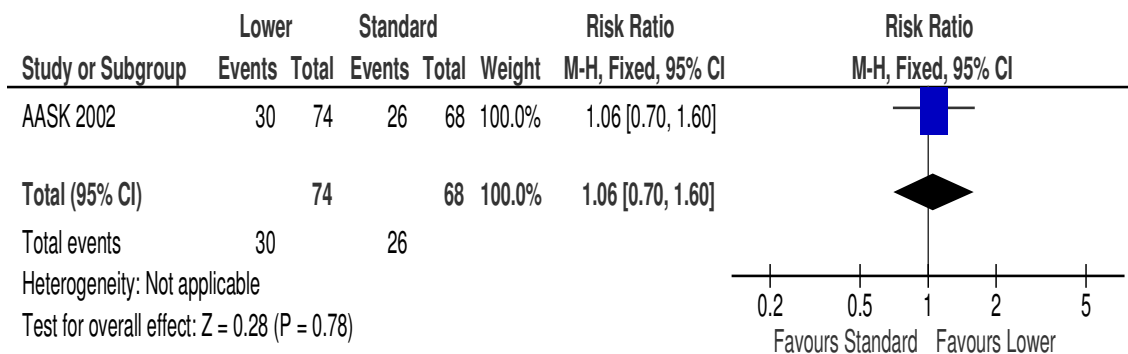 Lower Standard Risk Ratio Risk Ratio
Study or Subgroup Events Total Events Total Weight M-H, Fixed, 95% CI M-H, Fixed, 95% CI
AASK 2002 30 74 26 68 100.0% 1.06 [0.70, 1.60]
Total (95% CI) 74 68 100.0% 1.06 [0.70, 1.60]
Total events 30 26
Heterogeneity: Not applicable
Test for overall effect: Z = 0.28 (P = 0.78)
0.2 0.5 1 2 5
Favours Standard Favours Lower